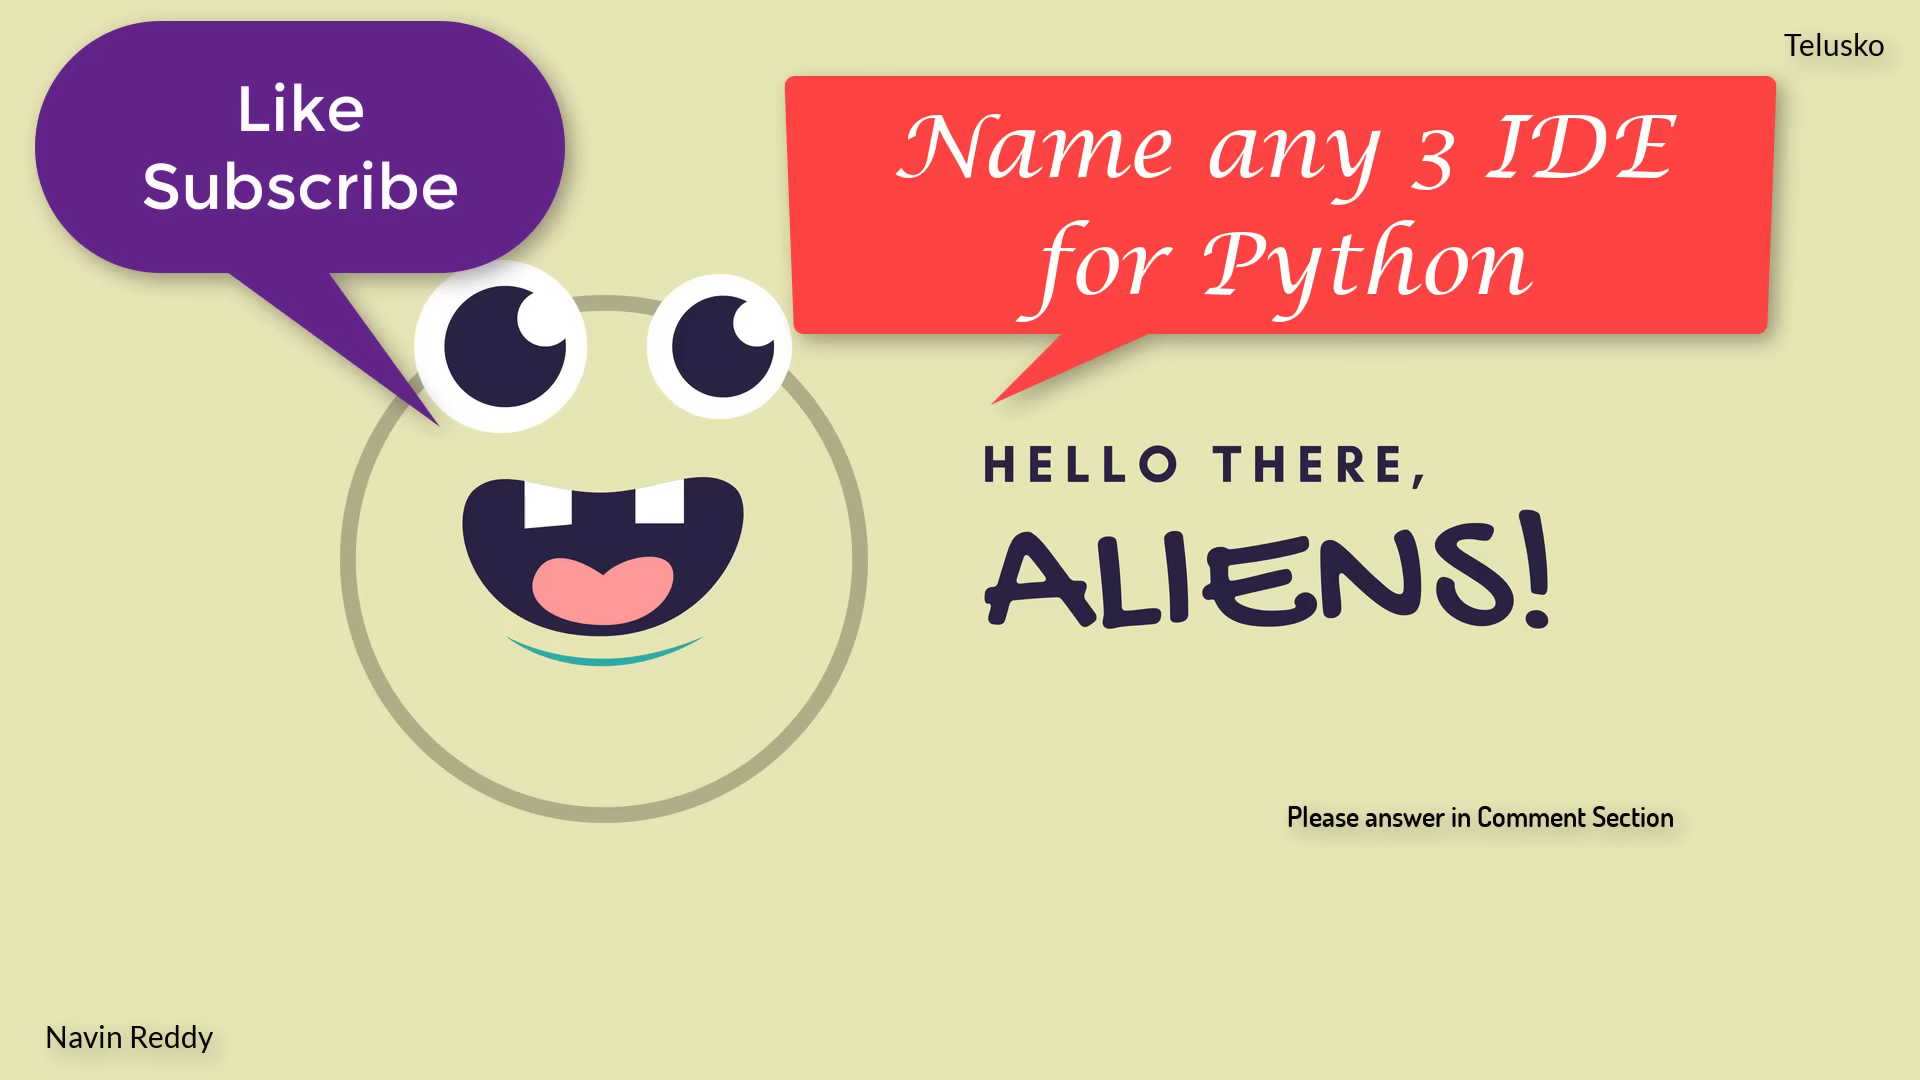 Like
Subscribe
Telusko
Name any 3 IDE
for Python
HELLO THERE,
ALIENS!
Please answer in Comment Section
Navin Reddy